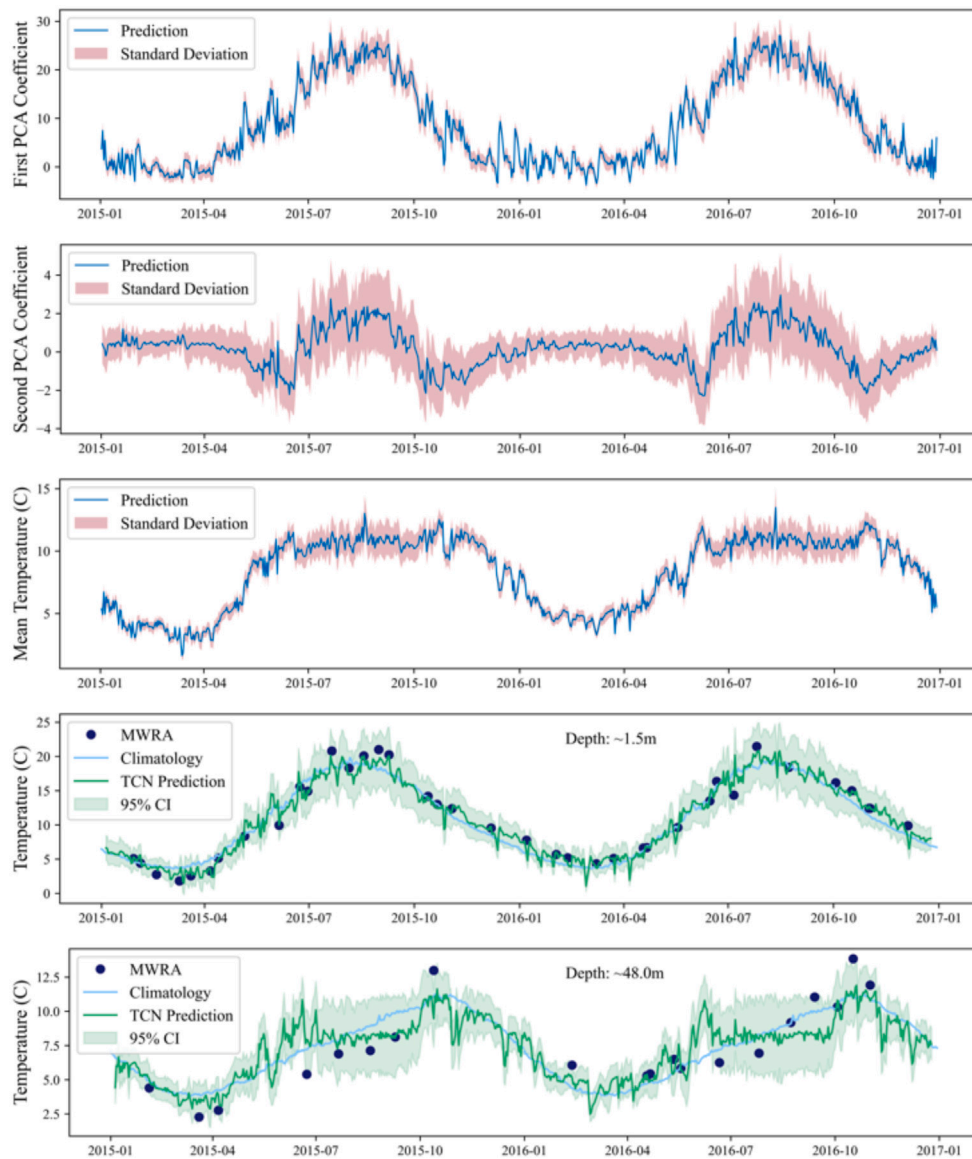 First PCA Coefficient
30
20
10
0
Prediction
Standard Deviation
2015-01 2015-04 2015-07 2015-10 2016-01 2016-04 2016-07 2016-10 2017-01
Second PCA Coefficient
4
2
0
−2
−4
Prediction
Standard Deviation
2015-01 2015-04 2015-07 2015-10 2016-01 2016-04 2016-07 2016-10 2017-01
Mean Temperature (C)
15
10
5
Prediction
Standard Deviation
2015-01 2015-04 2015-07 2015-10 2016-01 2016-04 2016-07 2016-10 2017-01
Temperature (C)
25
20
15
10
5
0
MWRA
Climatology
TCN Prediction
95% CI
Depth: ~1.5m
2015-01 2015-04 2015-07 2015-10 2016-01 2016-04 2016-07 2016-10 2017-01
Temperature (C)
12.5
10.0
7.5
5.0
2.5
MWRA
Climatology
TCN Prediction
95% CI
Depth: ~48.0m
2015-01 2015-04 2015-07 2015-10 2016-01 2016-04 2016-07 2016-10 2017-01